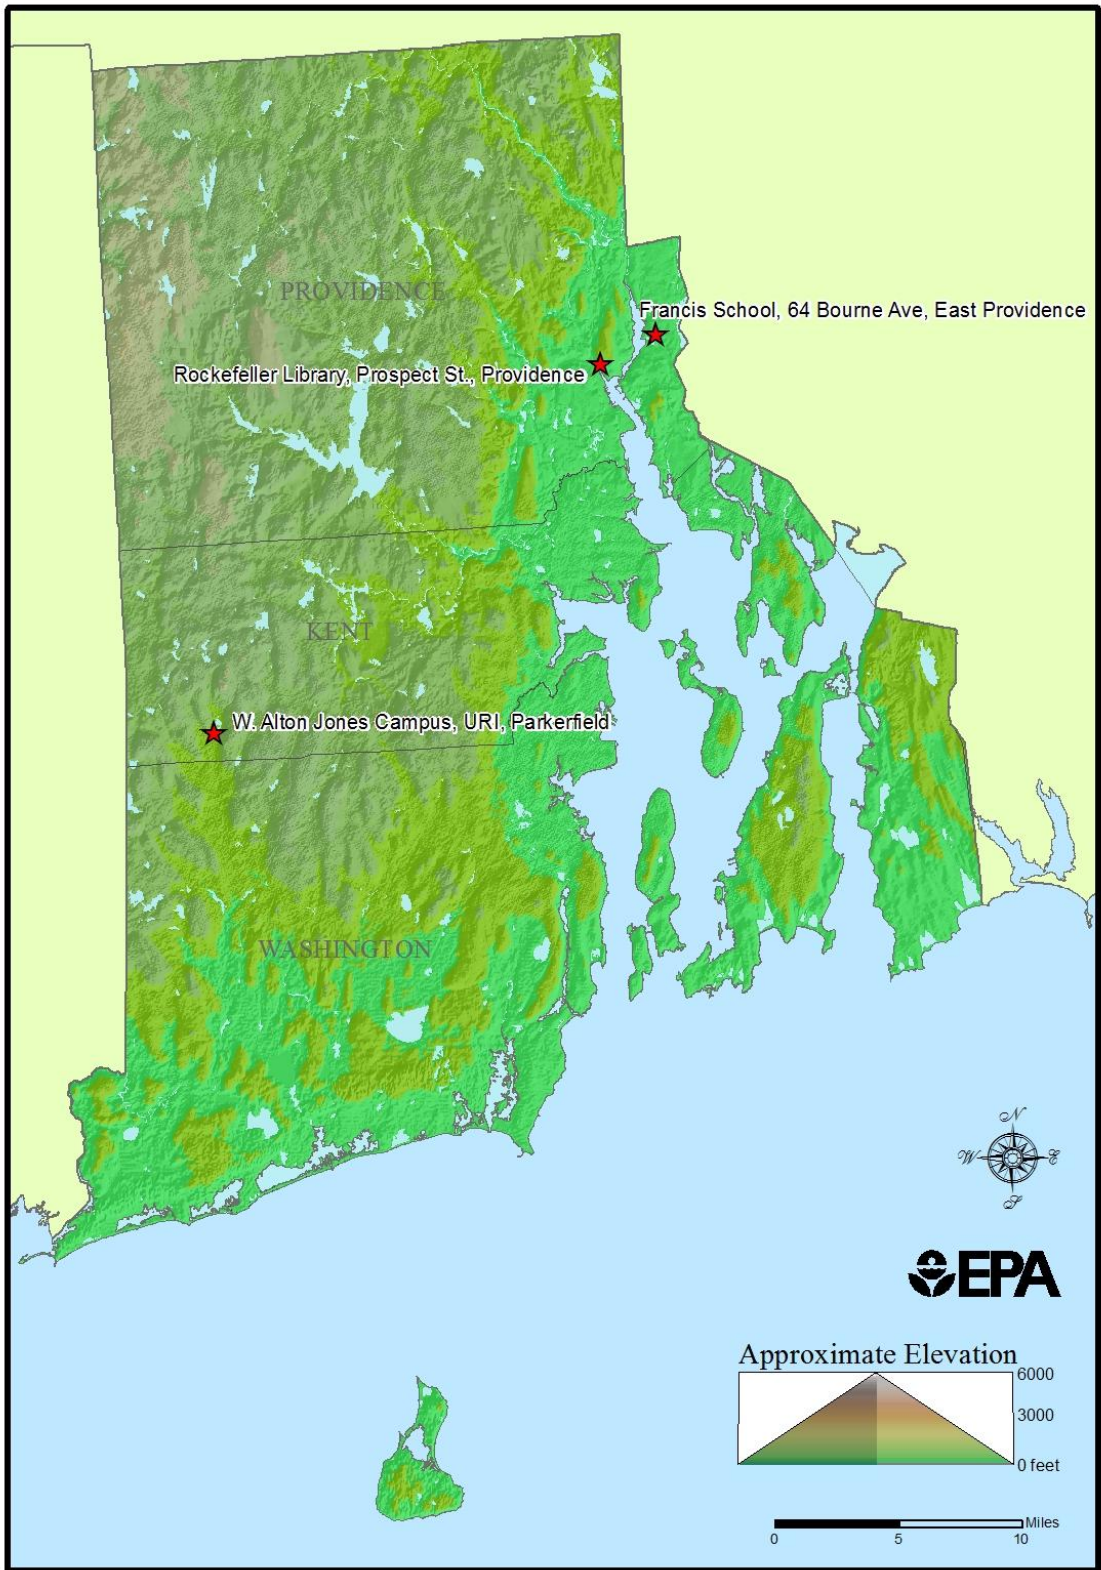 PROVIDENCE
Francis School, 64 Bourne Ave, East Providence
Rockefeller Library, Prospect St., Providence
KENT
W. Alton Jones Campus, URI, Parkerfield
WASHINGTON
N
W E
S
EPA
Approximate Elevation
6000
3000
0 feet
Miles
0 5 10